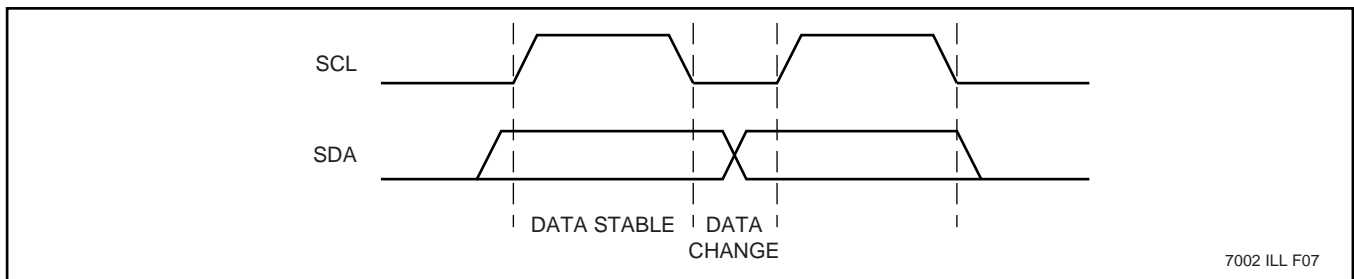 SCL
SDA
DATA STABLE
DATA
CHANGE
7002 ILL F07